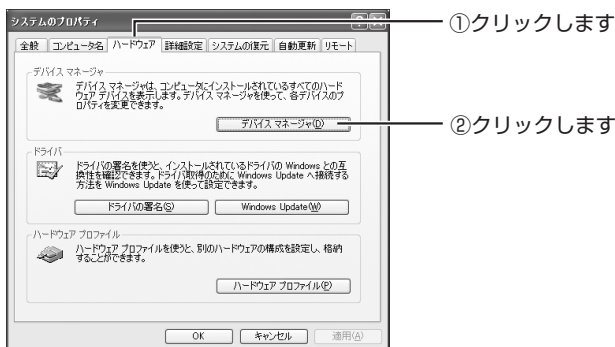 システムのプロパティ
①クリックします
全般 コンピュータ名 ハードウェア 詳細設定 システムの復元 自動更新 リモート
デバイス マネージャ
デバイス マネージャは、コンピュータにインストールされているすべてのハード
ウェア デバイスを表示します。デバイス マネージャを使って、各デバイスのプ
ロパティを変更できます。
デバイス マネージャ(D)
②クリックします
ドライバ
ドライバの署名を使うと、インストールされているドライバの Windows との互
換性を確認できます。ドライバ取得のために Windows Update へ接続する
方法を Windows Update を使って設定できます。
ドライバの署名(S) Windows Update(W)
ハードウェア プロファイル
ハードウェア プロファイルを使うと、別のハードウェアの構成を設定し、格納
することができます。
ハードウェア プロファイル(P)
OK キャンセル 適用(A)